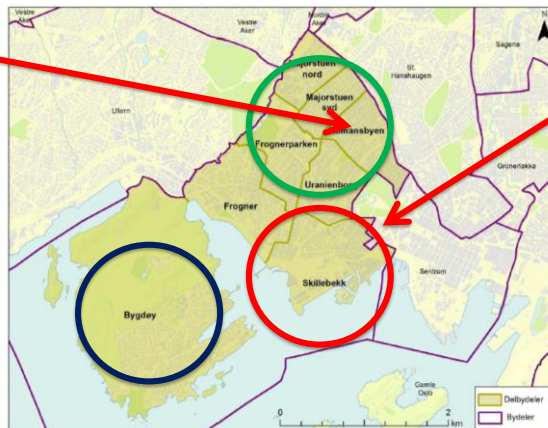 Vestre
Aker
Vestre
Aker
Nordre
Aker
N
Sagene
Majorstuen
nord
St.
Hanshaugen
Ullern
Majorstuen
syd
Homansbyen
Frognerparken
Grünerløkka
Uranienborg
Frogner
Sentrum
Skillebekk
Bygdøy
Gamle
Oslo
Delbydeler
Bydeler
0
2
km